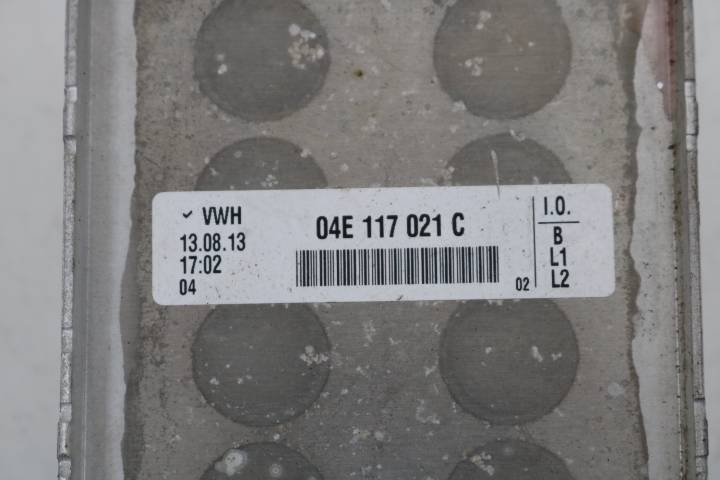 ✓ VWH
13.08.13
17:02
04
04E 117 021 C
02
I.O.
B
L1
L2